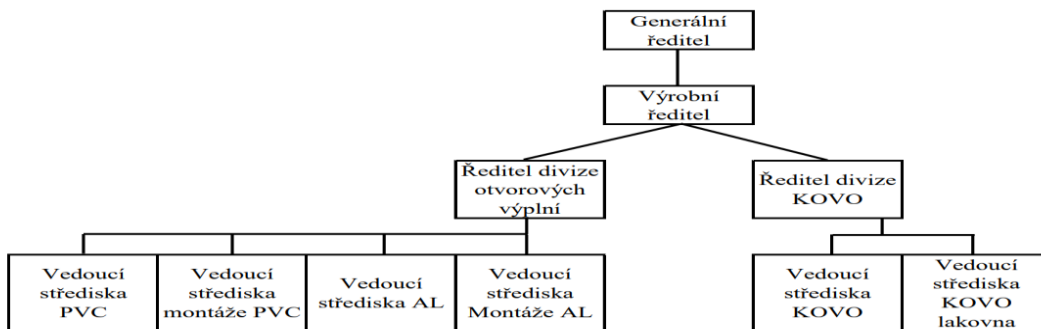 Generální
ředitel
Výrobní
ředitel
Ředitel divize
otvorových
výplní
Ředitel divize
KOVO
Vedoucí
střediska
PVC
Vedoucí
střediska
montáže PVC
Vedoucí
střediska AL
Vedoucí
střediska
Montáže AL
Vedoucí
střediska
KOVO
Vedoucí
střediska
KOVO
lakovna